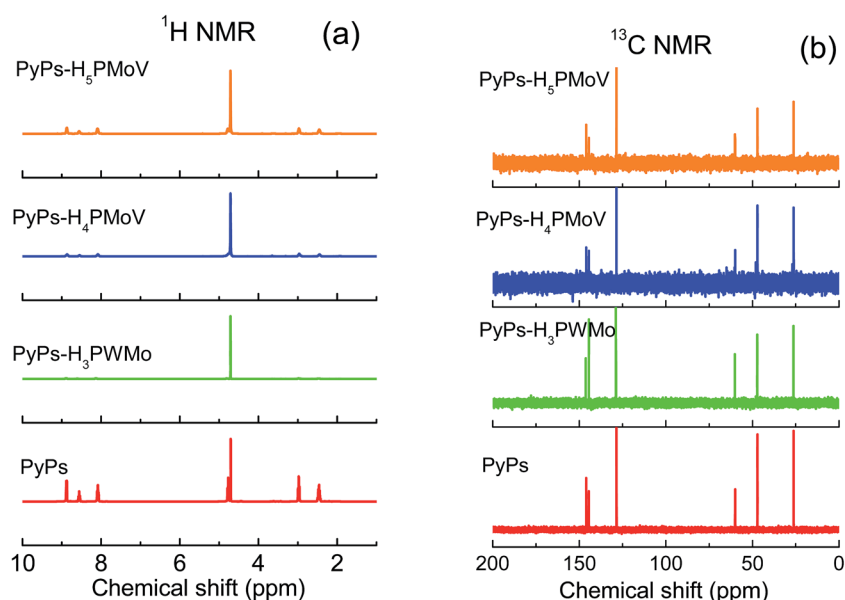 ¹H NMR
(a)
PyPs-H₅PMoV
PyPs-H₄PMoV
PyPs-H₃PWMo
PyPs
10 8 6 4 2
Chemical shift (ppm)
¹³C NMR
(b)
PyPs-H₅PMoV
PyPs-H₄PMoV
PyPs-H₃PWMo
PyPs
200 150 100 50 0
Chemical shift (ppm)